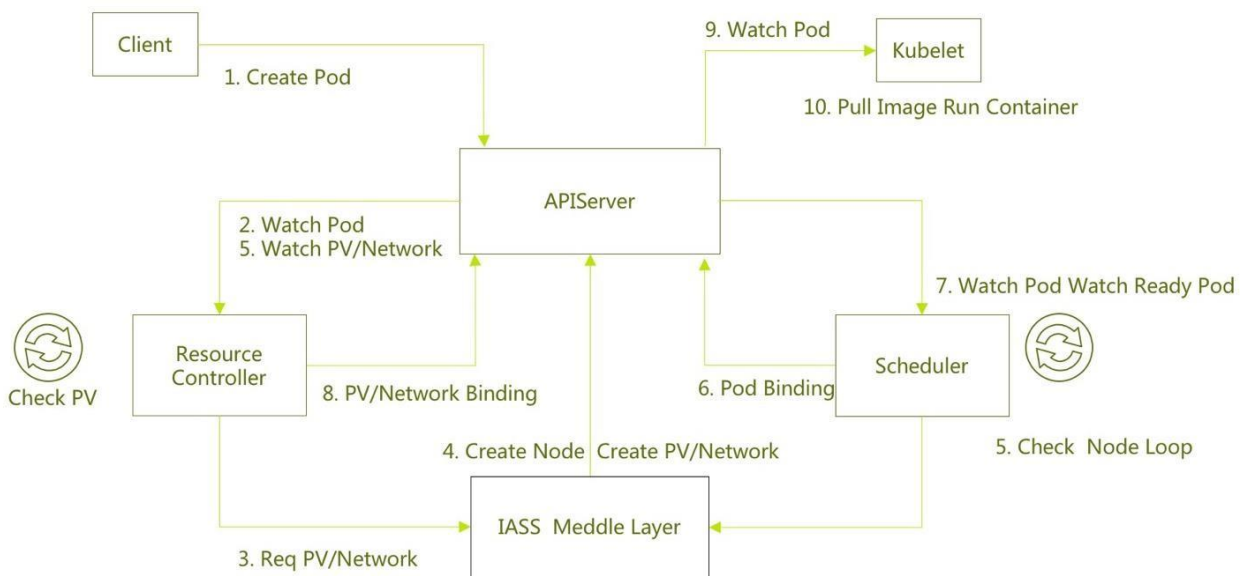 Client
9. Watch Pod
Kubelet
1. Create Pod
10. Pull Image Run Container
APIServer
2. Watch Pod
5. Watch PV/Network
7. Watch Pod Watch Ready Pod
Resource
Controller
Check PV
8. PV/Network Binding
6. Pod Binding
Scheduler
4. Create Node Create PV/Network
5. Check Node Loop
IASS Meddle Layer
3. Req PV/Network